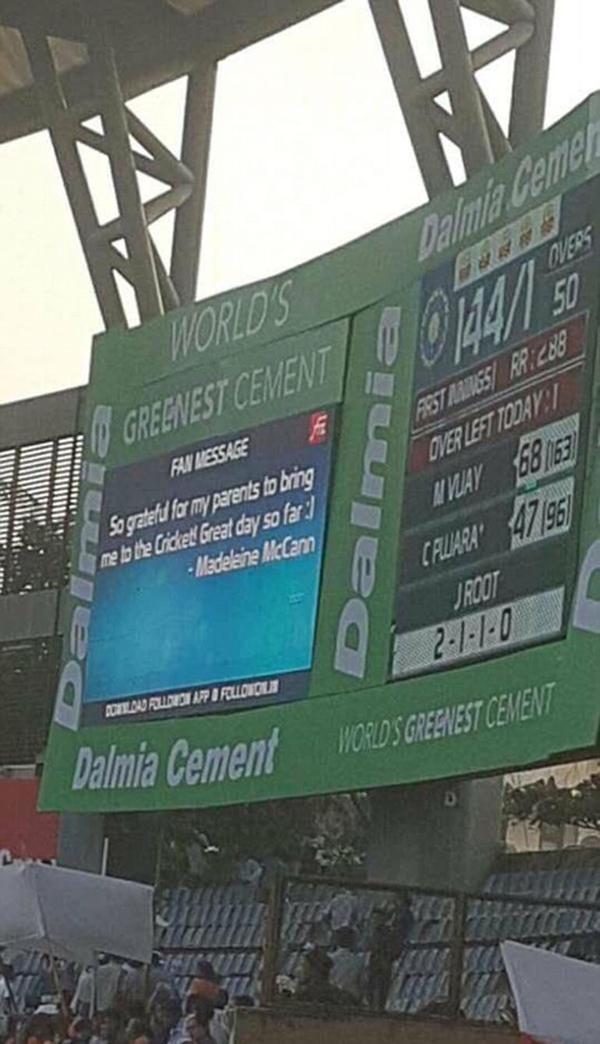 WORLD'S
GREENEST CEMENT
Dalmia
FAN MESSAGE
So grateful for my parents to bring
me to the Cricket! Great day so far :)
- Madeleine McCann
DOWNLOAD FOLLOWON APP @ FOLLOWON.IN
Dalmia Cement
Dalmia
Dalmia Cemen
144/1
OVERS
50
FIRST INNINGS| RR : 2.88
OVER LEFT TODAY : 1
M VIJAY 68 (163)
C PUJARA* 47 (96)
J ROOT
2-1-1-0
WORLD'S GREENEST CEMENT
D